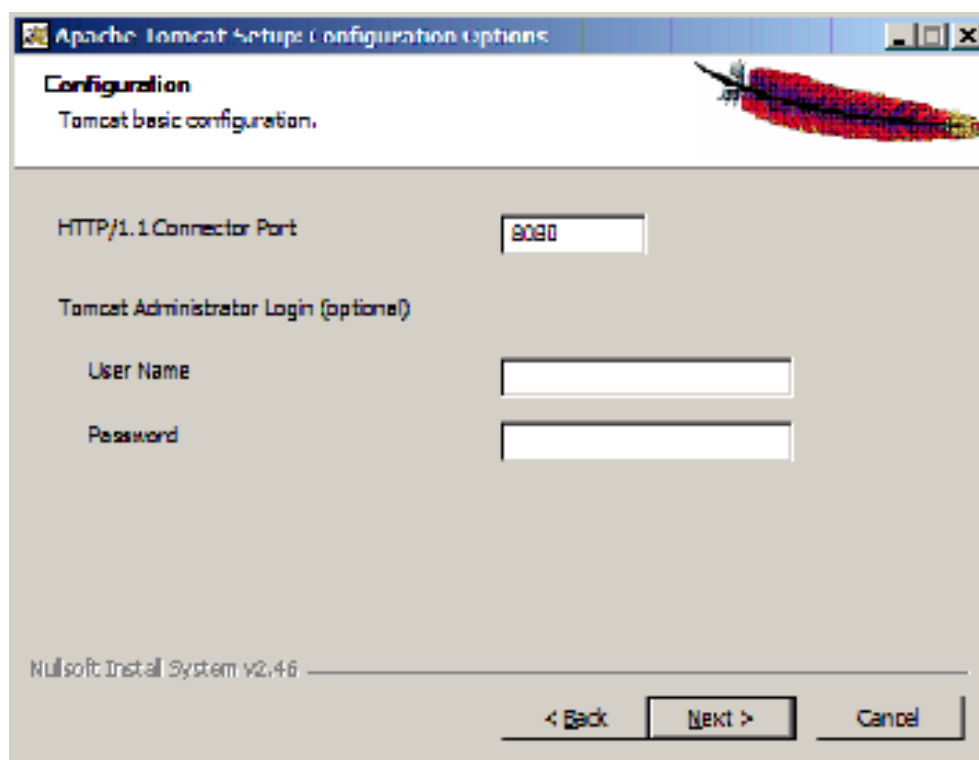 Apache Tomcat Setup: Configuration Options
Configuration
Tomcat basic configuration.
HTTP/1.1 Connector Port
8080
Tomcat Administrator Login (optional)
User Name
Password
Nullsoft Install System v2.46
< Back
Next >
Cancel